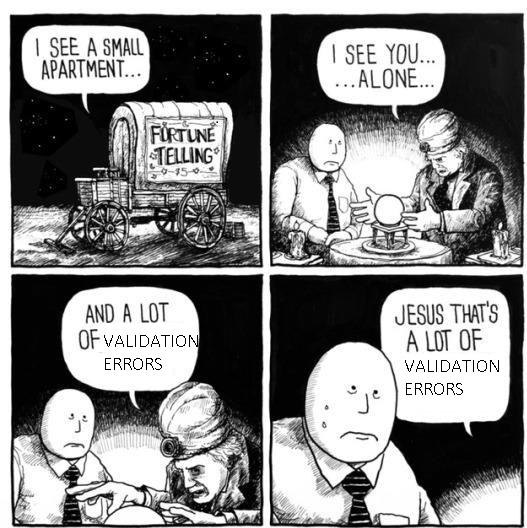 I SEE A SMALL
APARTMENT...
FORTUNE
TELLING
$5
I SEE YOU...
...ALONE...
AND A LOT
OF VALIDATION
ERRORS
JESUS THAT'S
A LOT OF
VALIDATION
ERRORS